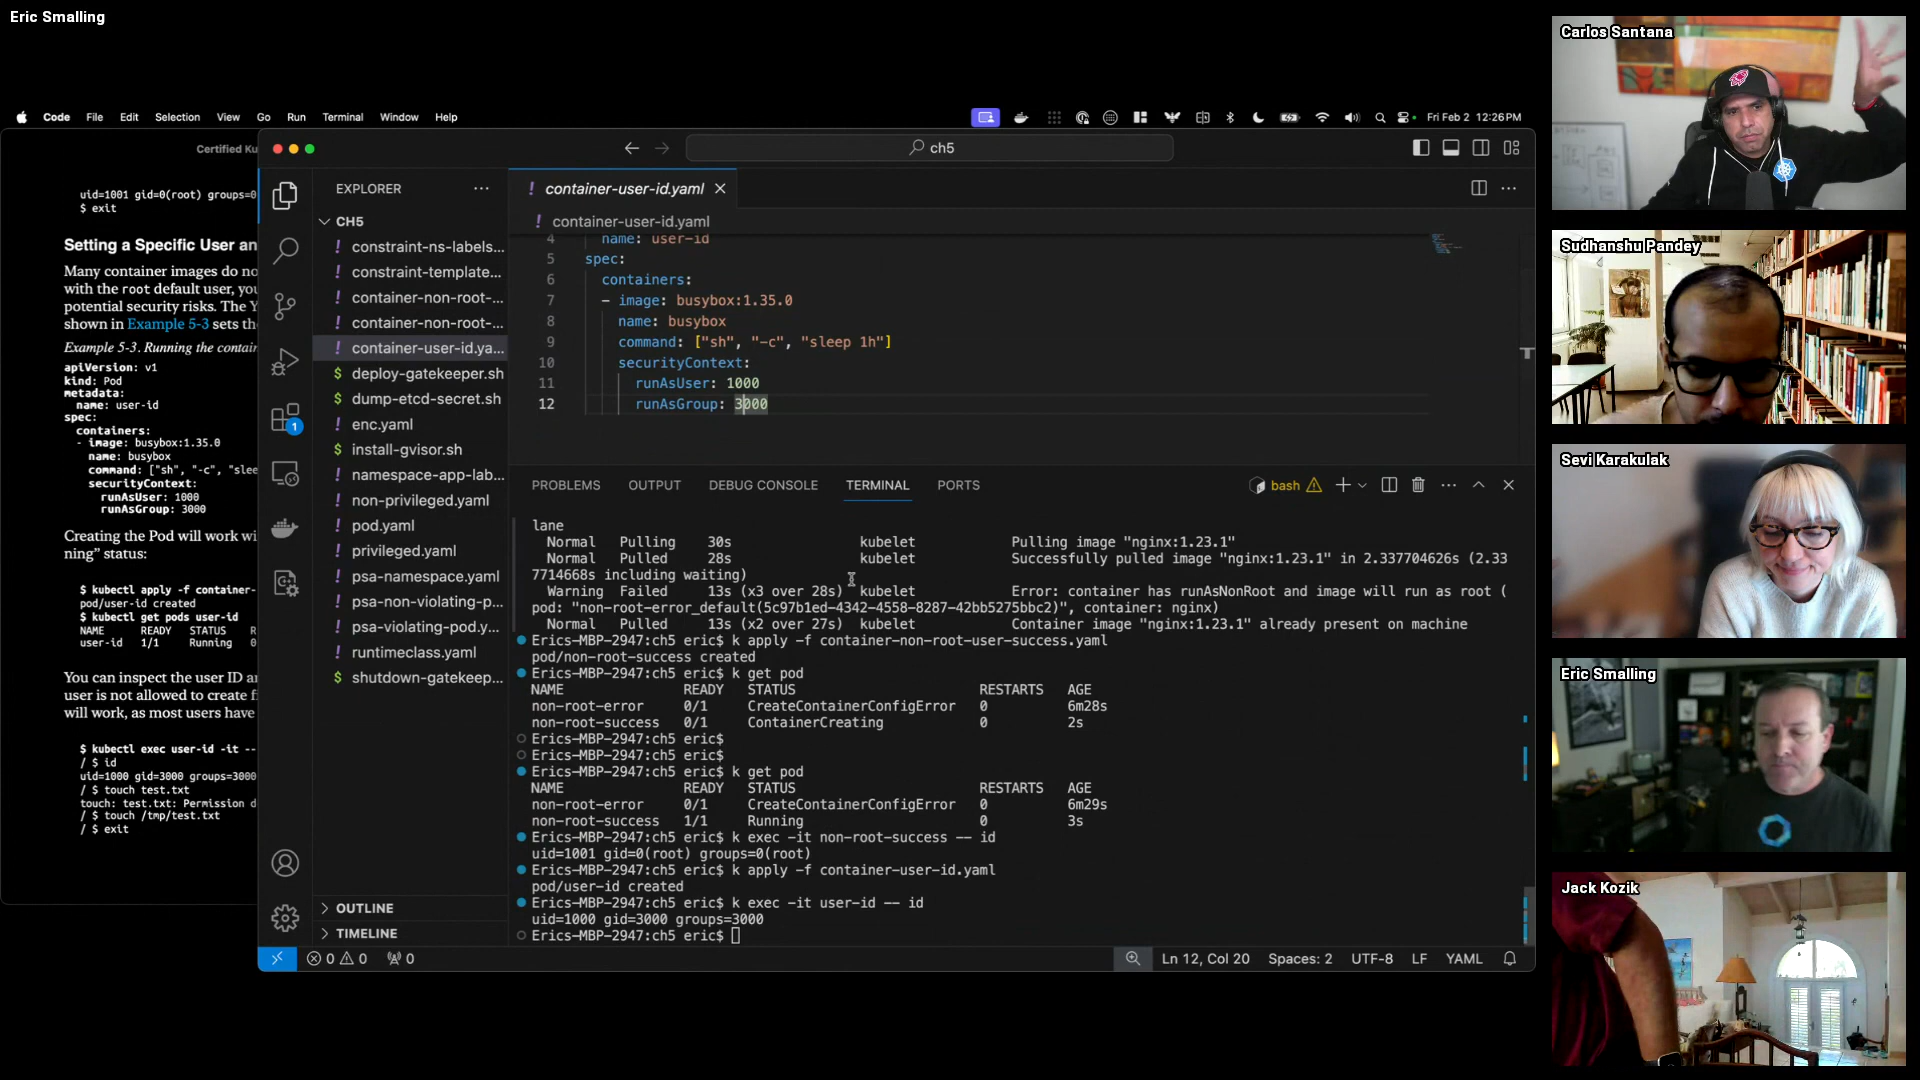 Eric Smalling
Code File Edit Selection View Go Run Terminal Window Help
Fri Feb 2 12:26PM
Certified Ku
uid=1001 gid=0(root) groups=0
$ exit
Setting a Specific User an
Many container images do no
with the root default user, you
potential security risks. The Y
shown in Example 5-3 sets the
Example 5-3. Running the contain
apiVersion: v1
kind: Pod
metadata:
name: user-id
spec:
containers:
- image: busybox:1.35.0
name: busybox
command: ["sh", "-c", "slee
securityContext:
runAsUser: 1000
runAsGroup: 3000
Creating the Pod will work wi
ning" status:
$ kubectl apply -f container-
pod/user-id created
$ kubectl get pods user-id
NAME READY STATUS R
user-id 1/1 Running 0
You can inspect the user ID an
user is not allowed to create fi
will work, as most users have
$ kubectl exec user-id -it --
/ $ id
uid=1000 gid=3000 groups=3000
/ $ touch test.txt
touch: test.txt: Permission d
/ $ touch /tmp/test.txt
/ $ exit
ch5
EXPLORER
CH5
! constraint-ns-labels...
! constraint-template...
! container-non-root-...
! container-non-root-...
! container-user-id.ya...
$ deploy-gatekeeper.sh
$ dump-etcd-secret.sh
! enc.yaml
$ install-gvisor.sh
! namespace-app-lab...
! non-privileged.yaml
! pod.yaml
! privileged.yaml
! psa-namespace.yaml
! psa-non-violating-p...
! psa-violating-pod.y...
! runtimeclass.yaml
$ shutdown-gatekeep...
OUTLINE
TIMELINE
1
! container-user-id.yaml
! container-user-id.yaml
4 name: user-id
5 spec:
6 containers:
7 - image: busybox:1.35.0
8 name: busybox
9 command: ["sh", "-c", "sleep 1h"]
10 securityContext:
11 runAsUser: 1000
12 runAsGroup: 3000
PROBLEMS OUTPUT DEBUG CONSOLE TERMINAL PORTS
bash
lane
Normal Pulling 30s kubelet Pulling image "nginx:1.23.1"
Normal Pulled 28s kubelet Successfully pulled image "nginx:1.23.1" in 2.337704626s (2.33
7714668s including waiting)
Warning Failed 13s (x3 over 28s) kubelet Error: container has runAsNonRoot and image will run as root (
pod: "non-root-error_default(5c97b1ed-4342-4558-8287-42bb5275bbc2)", container: nginx)
Normal Pulled 13s (x2 over 27s) kubelet Container image "nginx:1.23.1" already present on machine
Erics-MBP-2947:ch5 eric$ k apply -f container-non-root-user-success.yaml
pod/non-root-success created
Erics-MBP-2947:ch5 eric$ k get pod
NAME READY STATUS RESTARTS AGE
non-root-error 0/1 CreateContainerConfigError 0 6m28s
non-root-success 0/1 ContainerCreating 0 2s
Erics-MBP-2947:ch5 eric$
Erics-MBP-2947:ch5 eric$
Erics-MBP-2947:ch5 eric$ k get pod
NAME READY STATUS RESTARTS AGE
non-root-error 0/1 CreateContainerConfigError 0 6m29s
non-root-success 1/1 Running 0 3s
Erics-MBP-2947:ch5 eric$ k exec -it non-root-success -- id
uid=1001 gid=0(root) groups=0(root)
Erics-MBP-2947:ch5 eric$ k apply -f container-user-id.yaml
pod/user-id created
Erics-MBP-2947:ch5 eric$ k exec -it user-id -- id
uid=1000 gid=3000 groups=3000
Erics-MBP-2947:ch5 eric$
0 0 0
Ln 12, Col 20 Spaces: 2 UTF-8 LF YAML
Carlos Santana
Sudhanshu Pandey
Sevi Karakulak
Eric Smalling
Jack Kozik